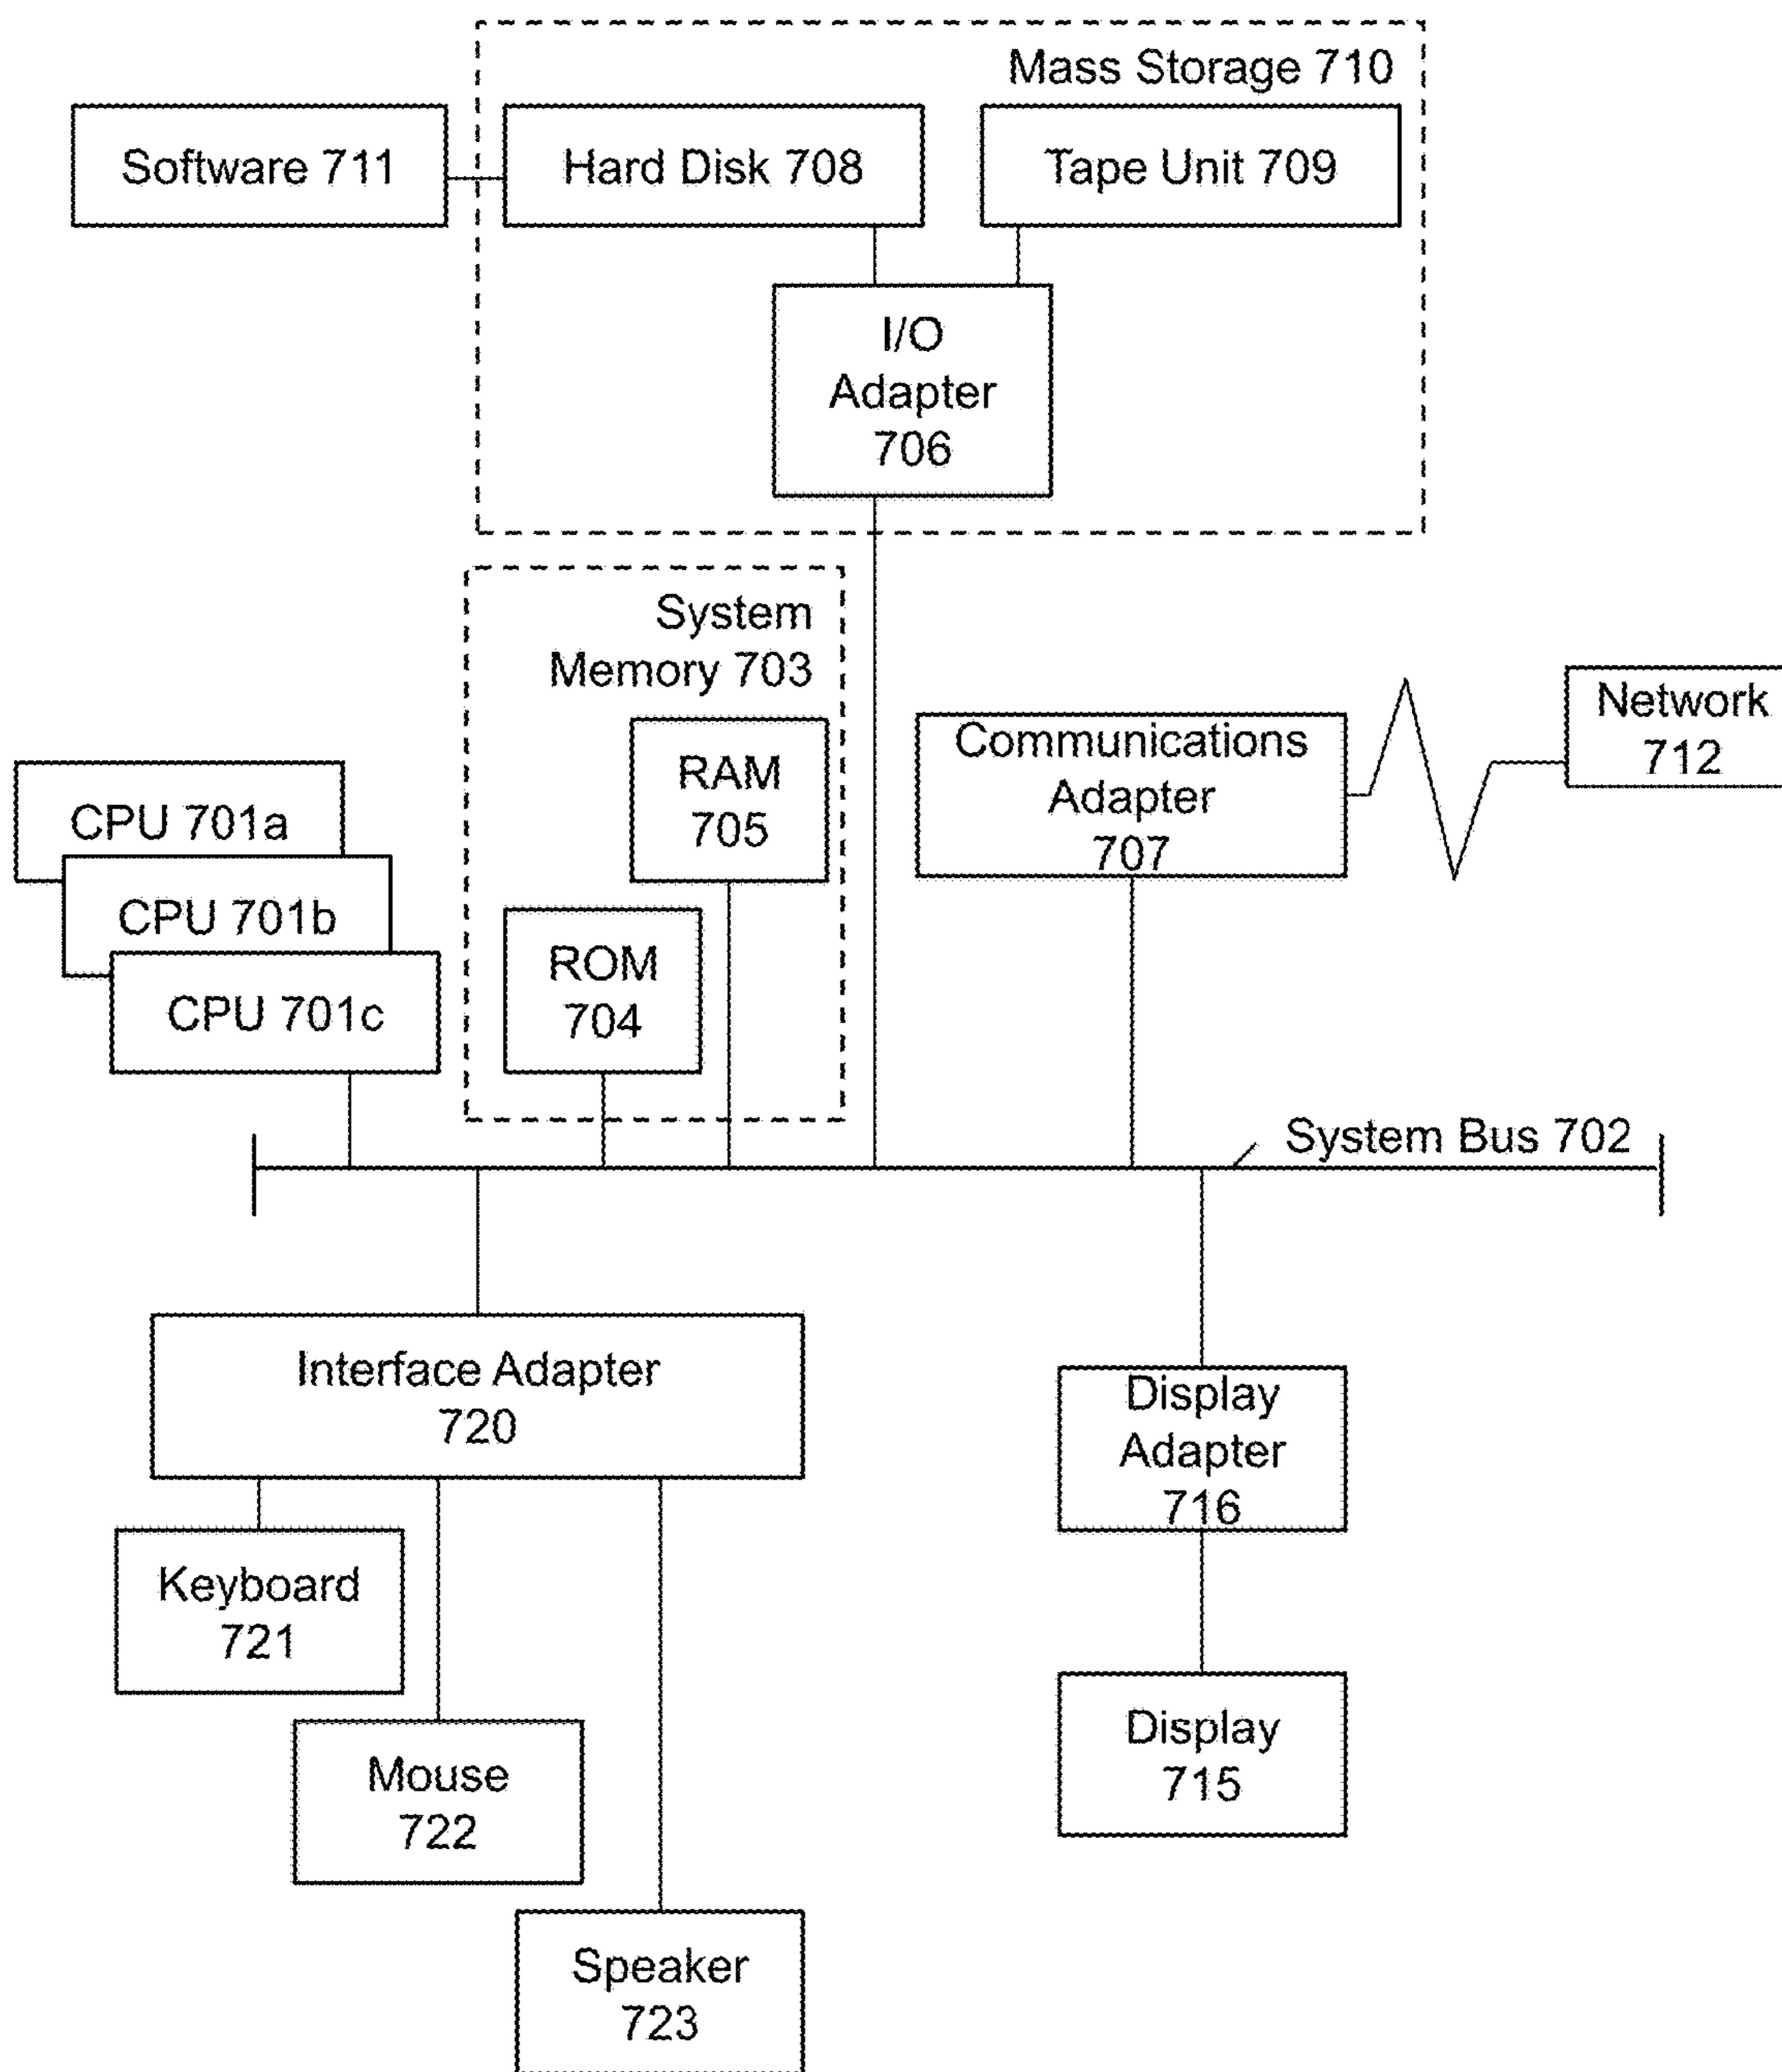 Mass Storage 710
Software 711
Hard Disk 708
Tape Unit 709
I/O
Adapter
706
System
Memory 703
RAM
705
ROM
704
Communications
Adapter
707
Network
712
CPU 701a
CPU 701b
CPU 701c
System Bus 702
Interface Adapter
720
Display
Adapter
716
Keyboard
721
Mouse
722
Display
715
Speaker
723